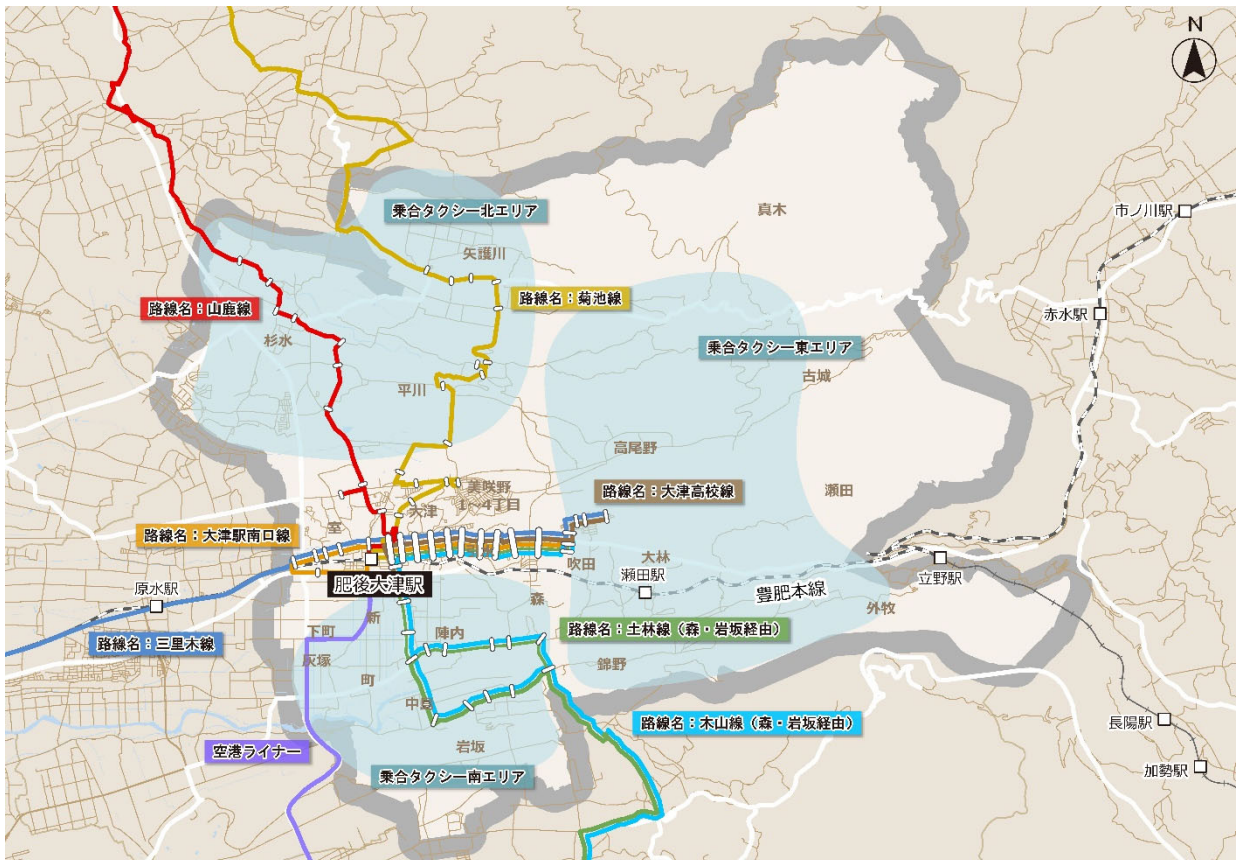 N
乗合タクシー北エリア
真木
市ノ川駅
矢護川
路線名：山鹿線
路線名：菊池線
赤水駅
杉水
乗合タクシー東エリア
平川
古城
高尾野
美咲野
1～4丁目
瀬田
路線名：大津高校線
大津
室
路線名：大津駅南口線
吹田
大林
立野駅
肥後大津駅
瀬田駅
豊肥本線
原水駅
森
外牧
新
下町
陣内
路線名：土林線（森・岩坂経由）
路線名：三里木線
灰塚
錦野
町
路線名：木山線（森・岩坂経由）
長陽駅
空港ライナー
岩坂
加勢駅
乗合タクシー南エリア